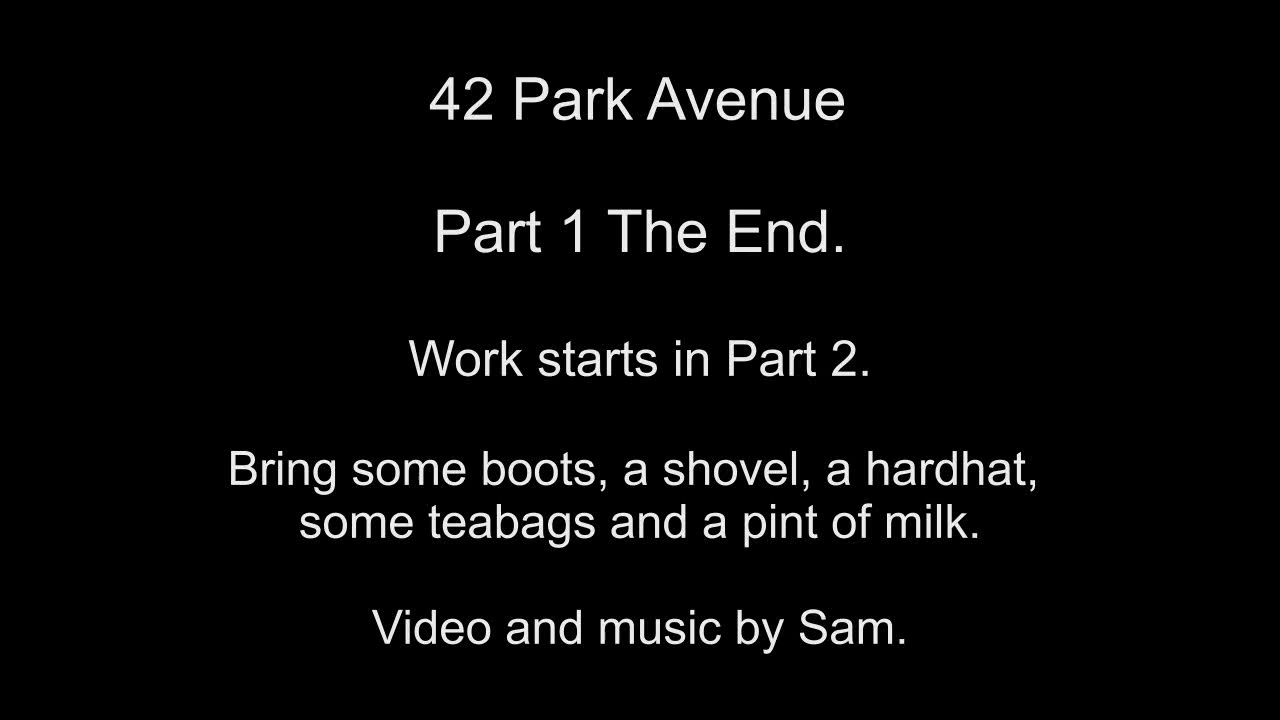 42 Park Avenue
Part 1 The End.
Work starts in Part 2.
Bring some boots, a shovel, a hardhat,
some teabags and a pint of milk.
Video and music by Sam.